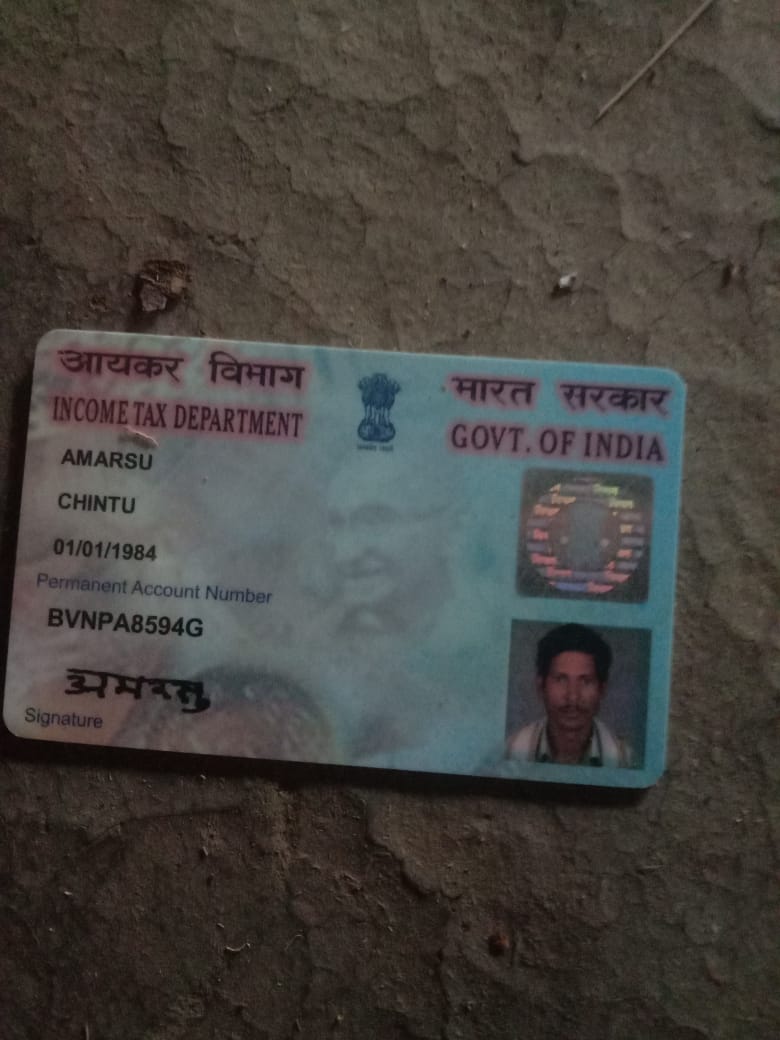 आयकर विभाग
INCOME TAX DEPARTMENT
भारत सरकार
GOVT. OF INDIA
AMARSU
CHINTU
01/01/1984
Permanent Account Number
BVNPA8594G
अमरसु
Signature